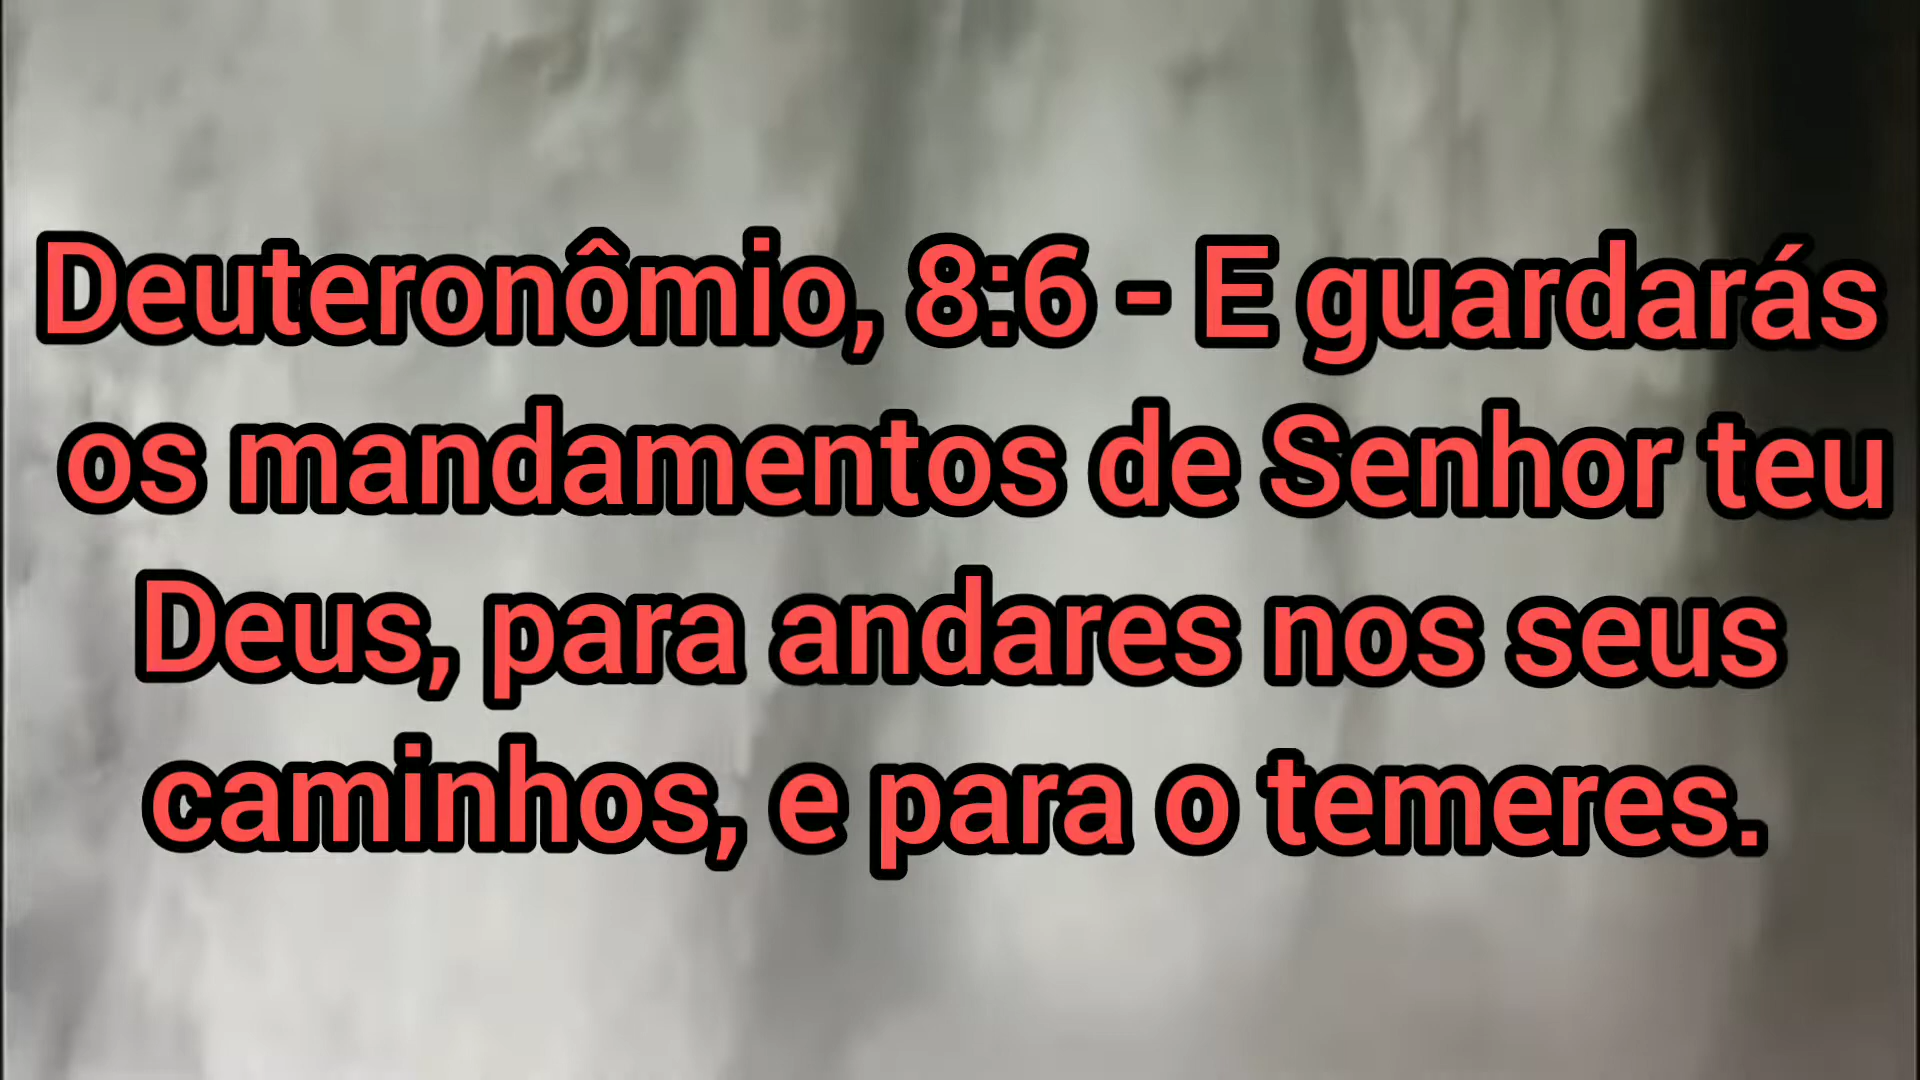 Deuteronômio, 8:6 - E guardarás
os mandamentos de Senhor teu
Deus, para andares nos seus
caminhos, e para o temeres.